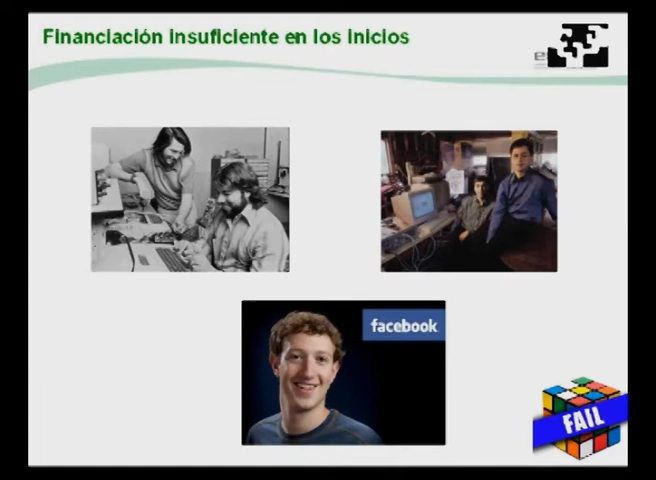 Financiación insuficiente en los inicios
facebook
FAIL